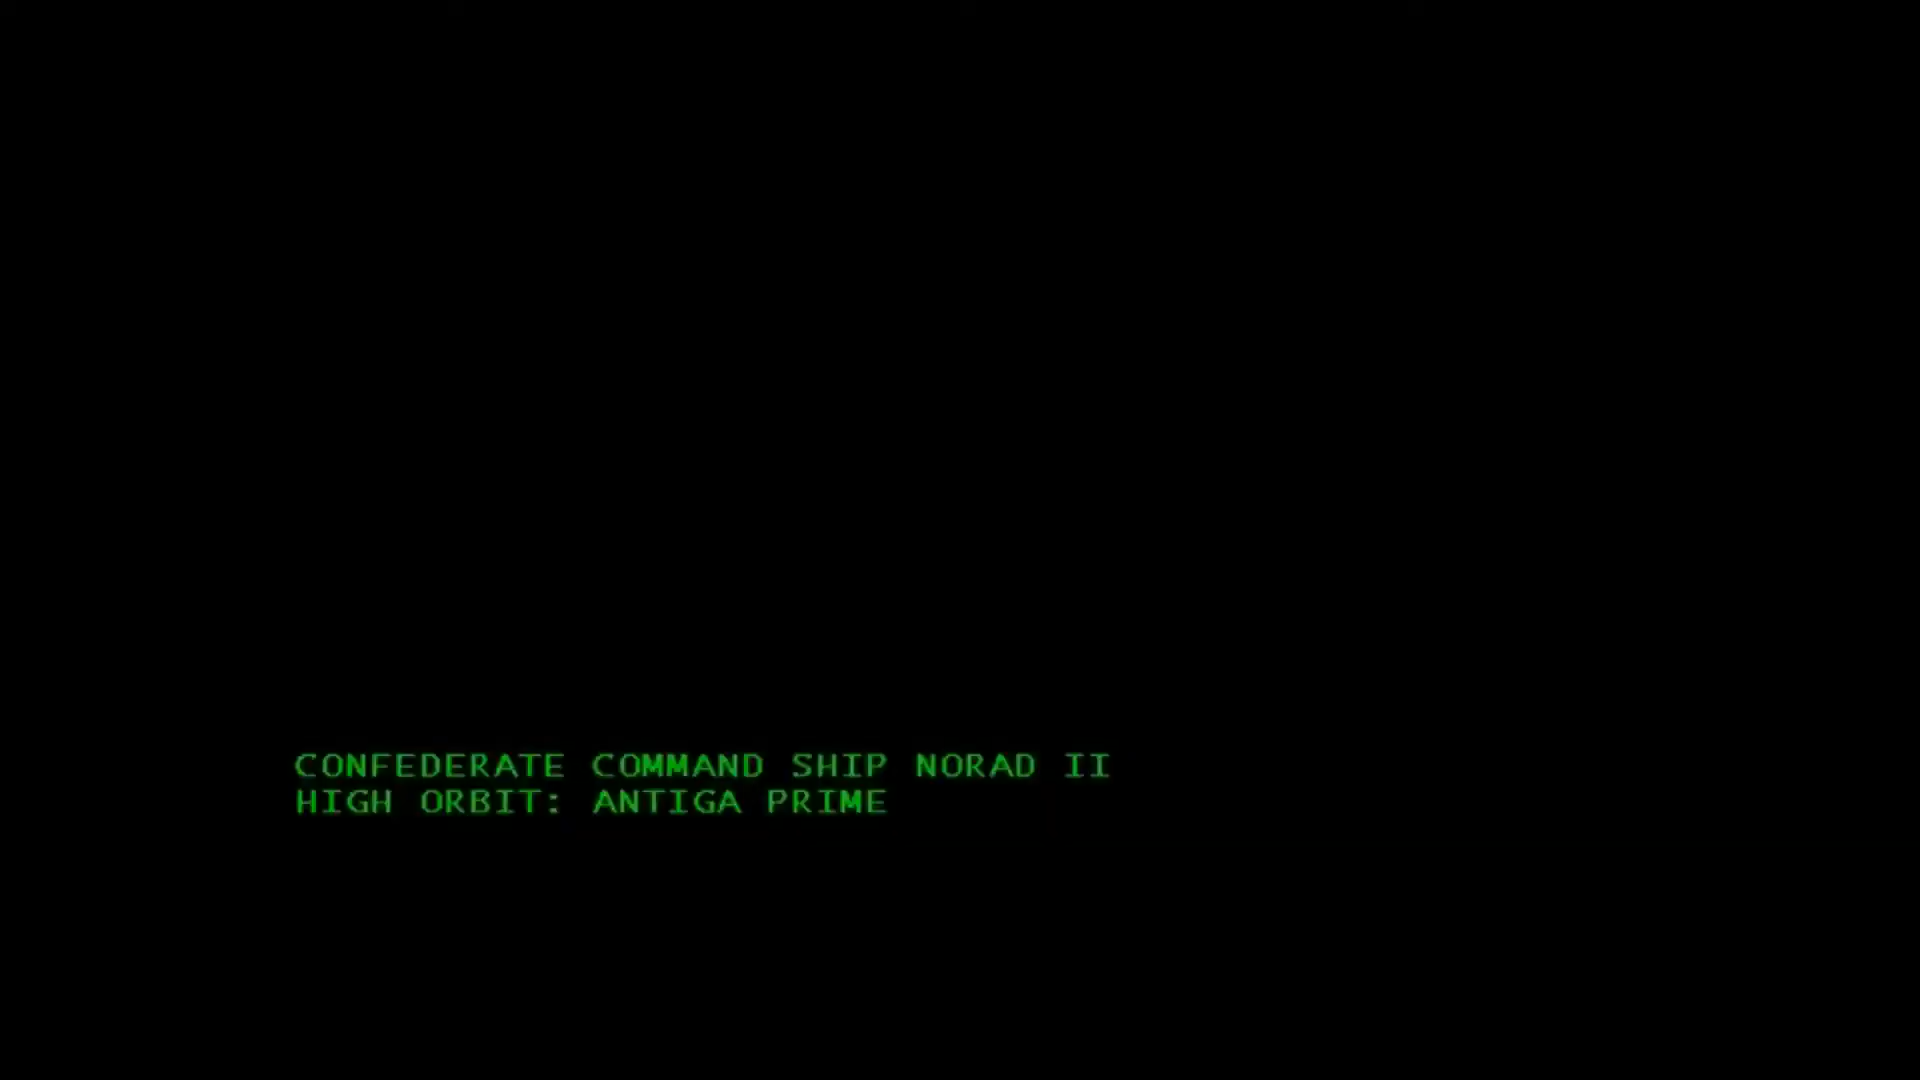 CONFEDERATE COMMAND SHIP NORAD II
HIGH ORBIT: ANTIGA PRIME